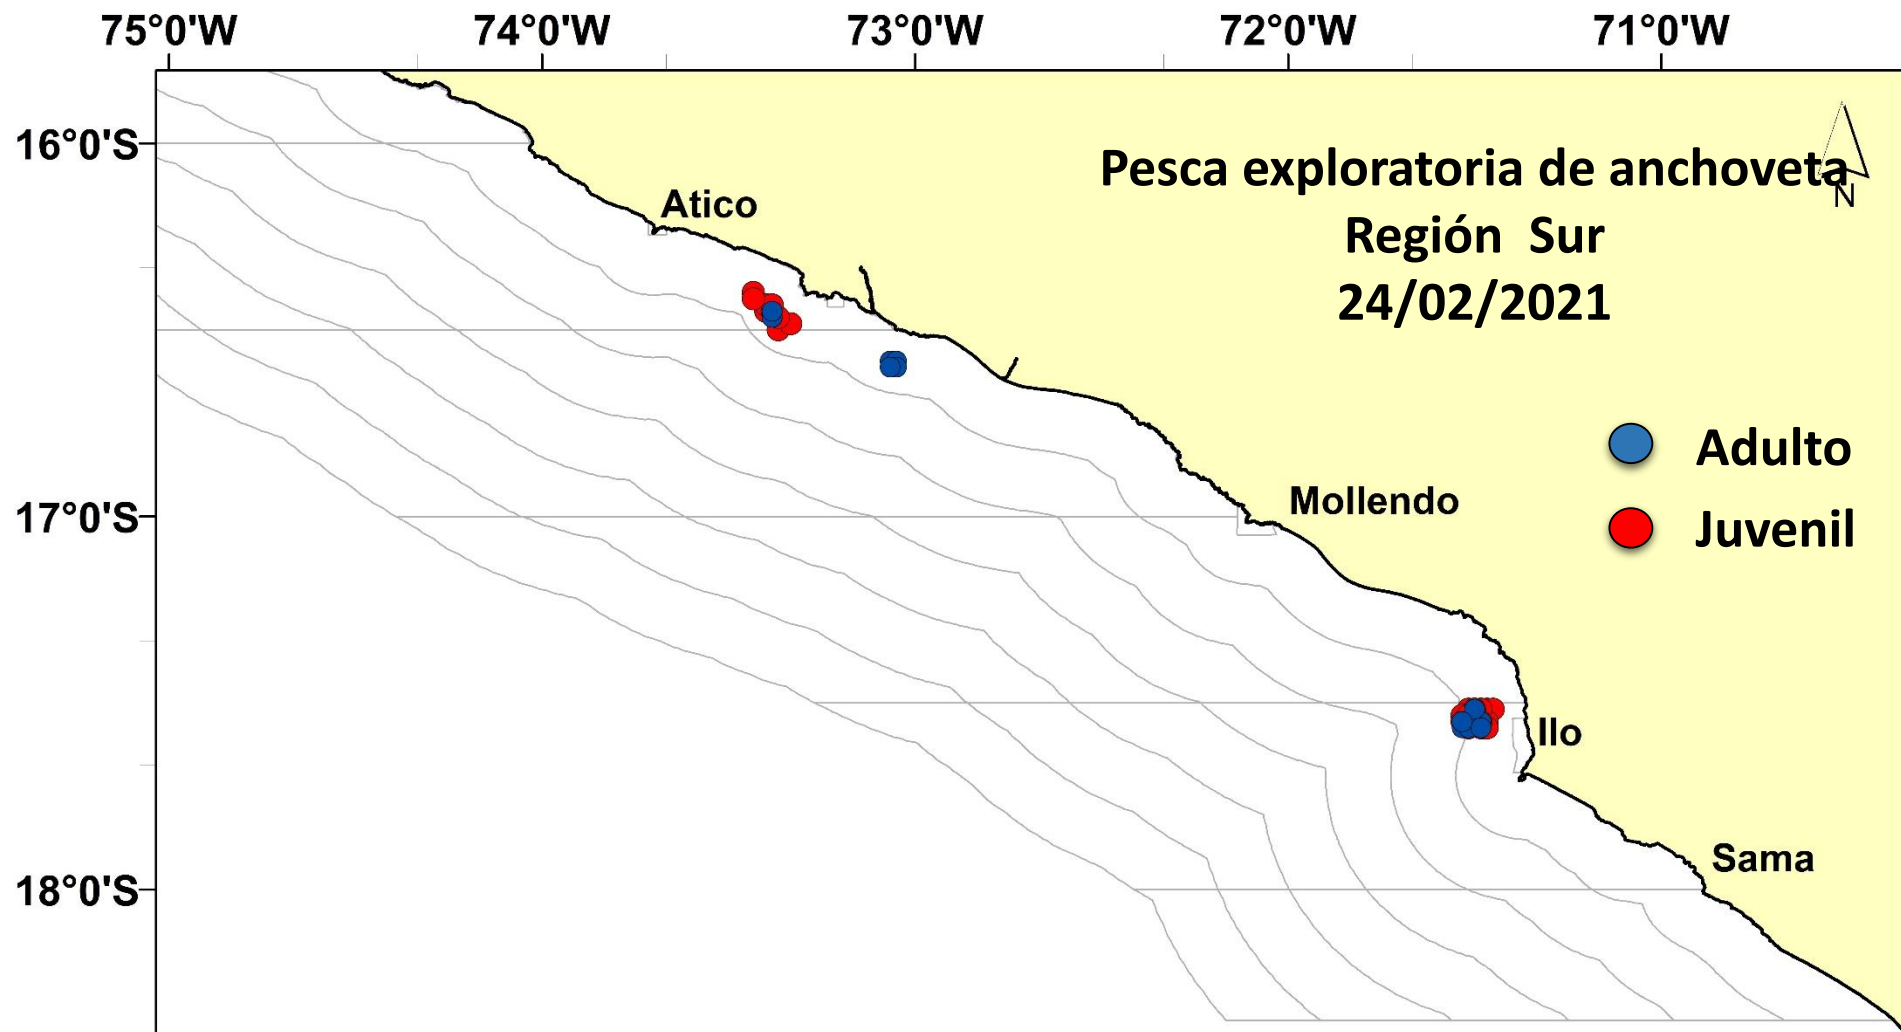 75°0'W 74°0'W 73°0'W 72°0'W 71°0'W
16°0'S
Pesca exploratoria de anchoveta
N
Atico
Región Sur
24/02/2021
Adulto
Mollendo
17°0'S
Juvenil
Ilo
Sama
18°0'S